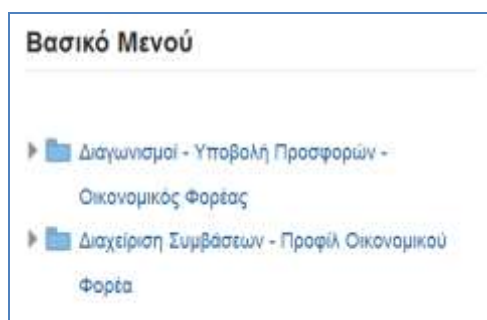 Βασικό Μενού
Διαγωνισμοί - Υποβολή Προσφορών -
Οικονομικός Φορέας
Διαχείριση Συμβάσεων - Προφίλ Οικονομικού
Φορέα